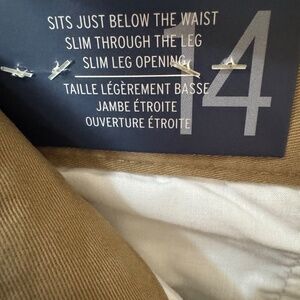 SITS JUST BELOW THE WAIST
SLIM THROUGH THE LEG
SLIM LEG OPENING
TAILLE LÉGÈREMENT BASSE
JAMBE ÉTROITE
OUVERTURE ÉTROITE
14